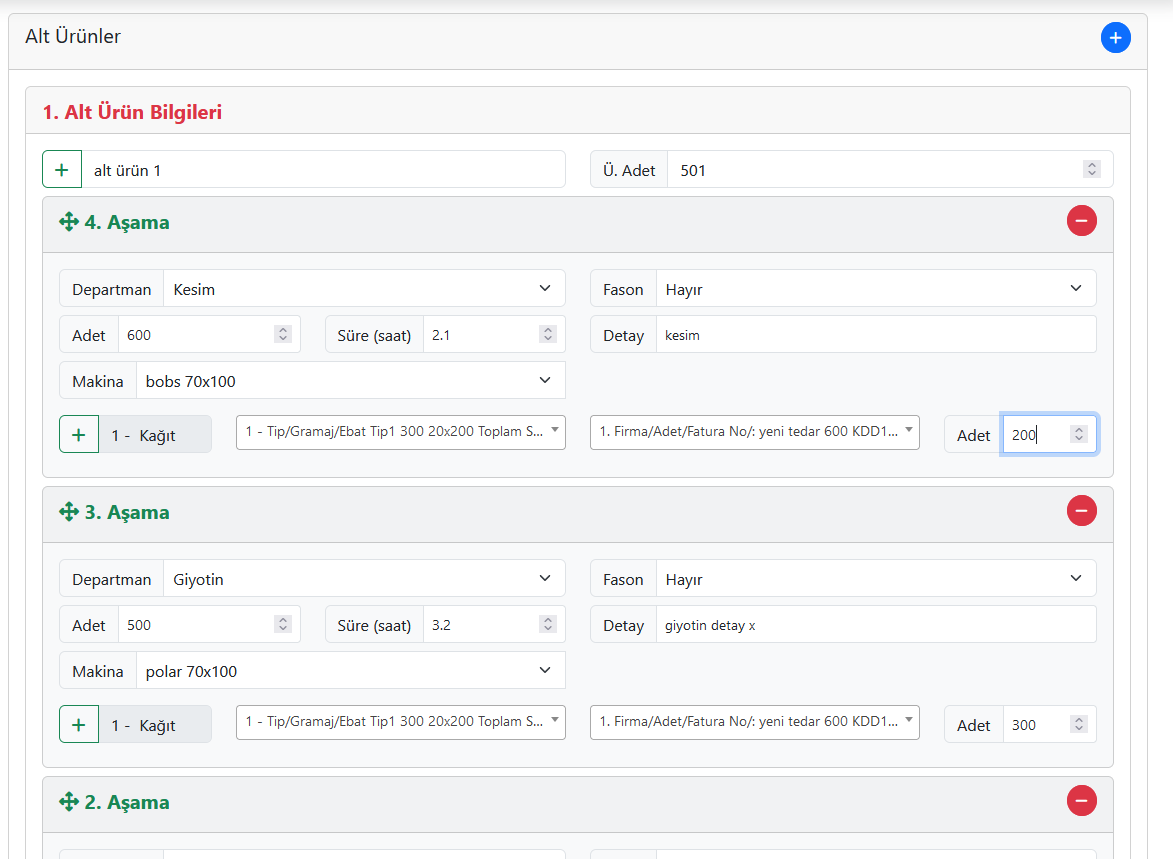 Alt Ürünler
1. Alt Ürün Bilgileri
alt ürün 1 Ü. Adet 501
4. Aşama
Departman Kesim Fason Hayır
Adet 600 Süre (saat) 2.1 Detay kesim
Makina bobs 70x100
1 - Kağıt 1 - Tip/Gramaj/Ebat Tip1 300 20x200 Toplam S... 1. Firma/Adet/Fatura No/: yeni tedar 600 KDD1... Adet 200
3. Aşama
Departman Giyotin Fason Hayır
Adet 500 Süre (saat) 3.2 Detay giyotin detay x
Makina polar 70x100
1 - Kağıt 1 - Tip/Gramaj/Ebat Tip1 300 20x200 Toplam S... 1. Firma/Adet/Fatura No/: yeni tedar 600 KDD1... Adet 300
2. Aşama